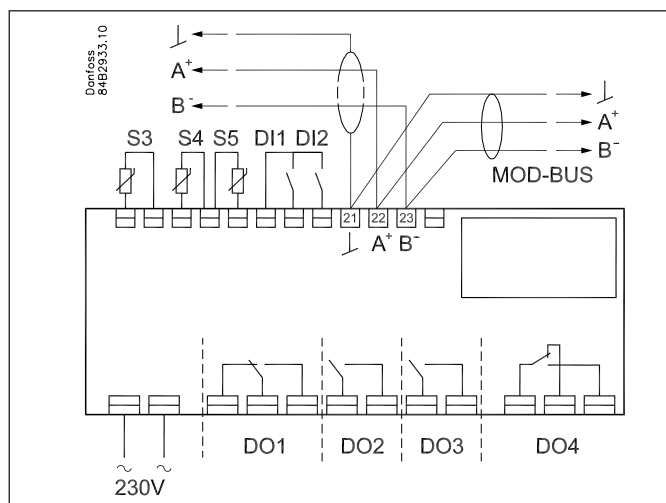 Danfoss
84B2933.10
A+
B-
A+
B-
MOD-BUS
S3 S4 S5 DI1 DI2
21 22 23
A+ B-
DO1 DO2 DO3 DO4
~ ~
230V